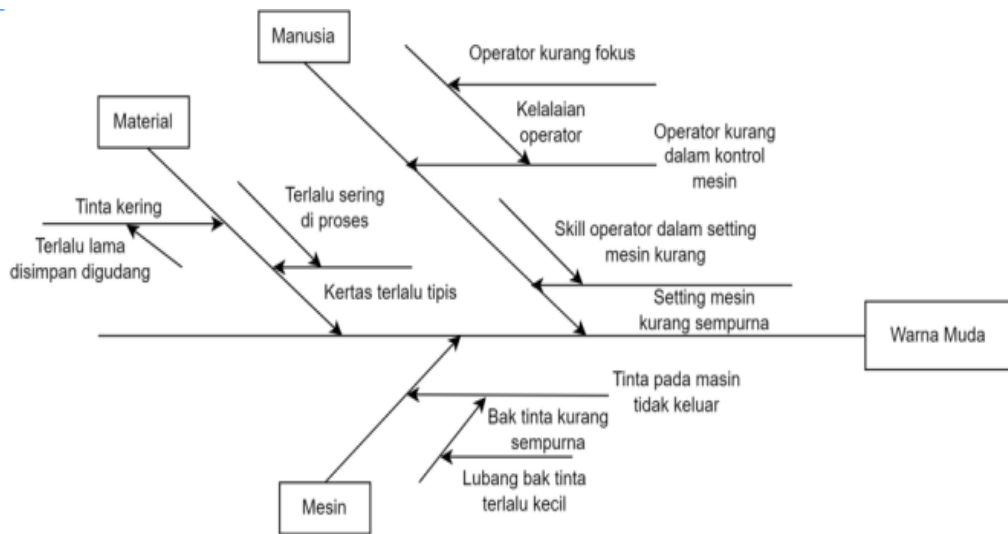 Manusia
Operator kurang fokus
Kelalaian
operator
Operator kurang
dalam kontrol
mesin
Material
Terlalu sering
di proses
Tinta kering
Terlalu lama
disimpan digudang
Kertas terlalu tipis
Skill operator dalam setting
mesin kurang
Setting mesin
kurang sempurna
Warna Muda
Tinta pada masin
tidak keluar
Bak tinta kurang
sempurna
Lubang bak tinta
terlalu kecil
Mesin